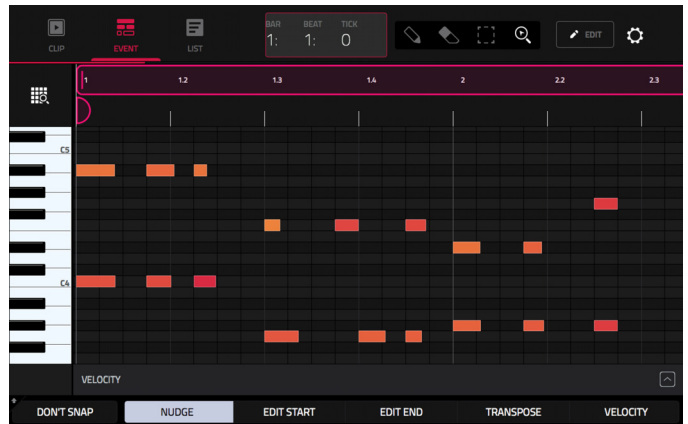 BAR BEAT TICK
1: 1: 0
CLIP EVENT LIST
EDIT
1 1.2 1.3 1.4 2 2.2 2.3
C5
C4
VELOCITY
DON'T SNAP NUDGE EDIT START EDIT END TRANSPOSE VELOCITY